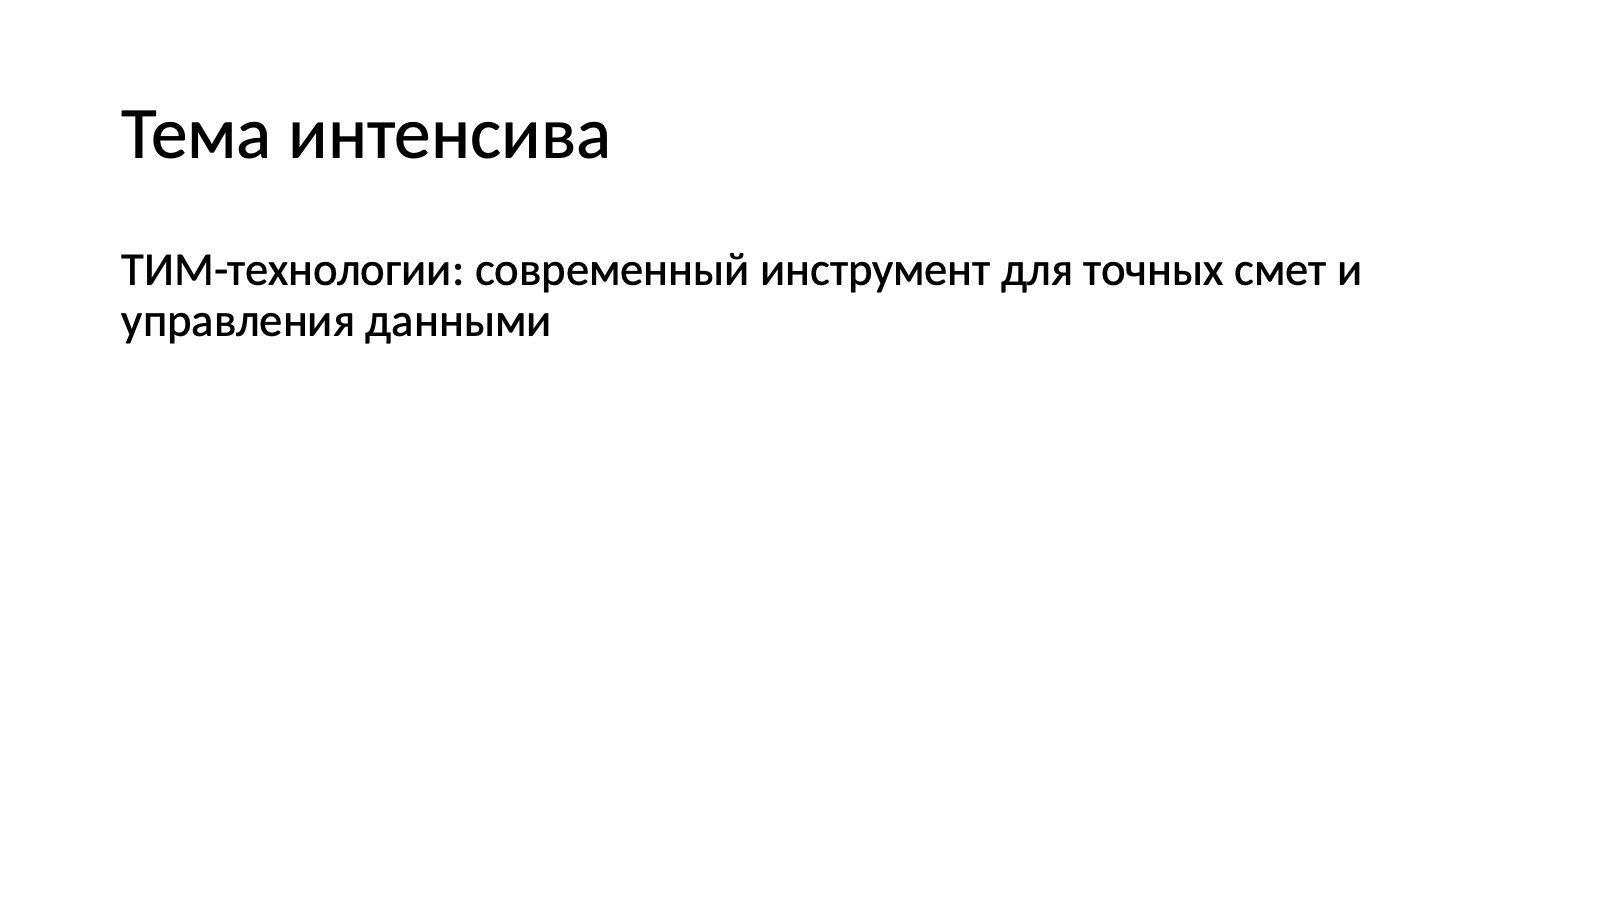 Тема интенсива
ТИМ-технологии: современный инструмент для точных смет и
управления данными